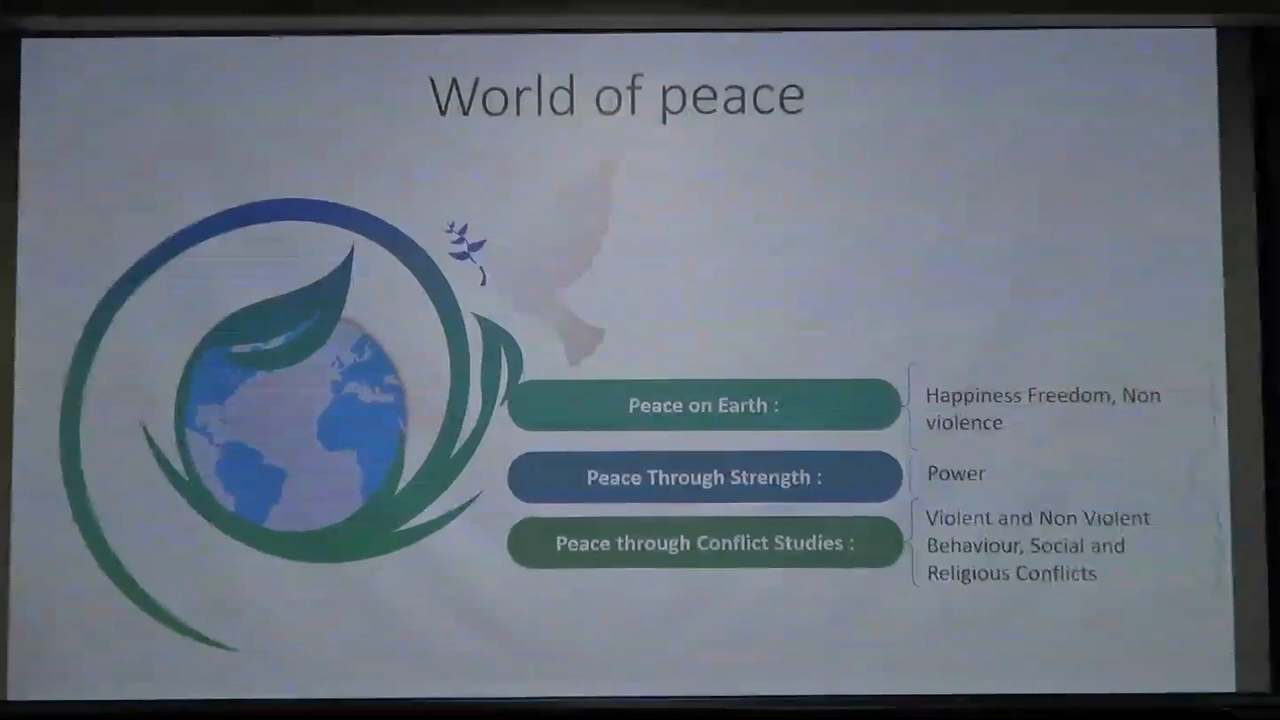 World of peace
Peace on Earth :
Happiness Freedom, Non
violence
Peace Through Strength :
Power
Peace through Conflict Studies :
Violent and Non Violent
Behaviour, Social and
Religious Conflicts